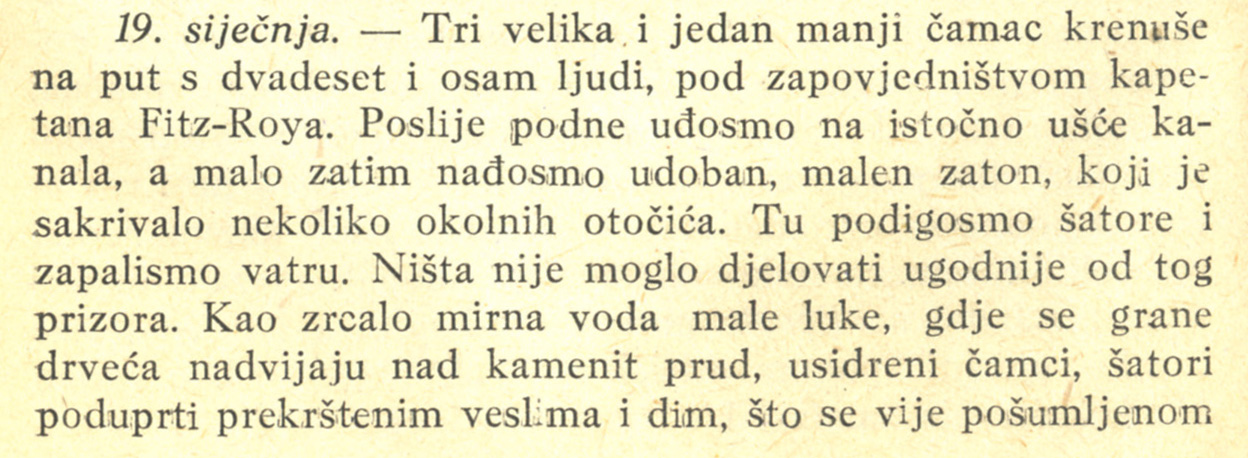 19. siječnja. — Tri velika i jedan manji čamac krenuše
na put s dvadeset i osam ljudi, pod zapovjedništvom kape-
tana Fitz-Roya. Poslije podne uđosmo na istočno ušće ka-
nala, a malo zatim nađosmo udoban, malen zaton, koji je
sakrivalo nekoliko okolnih otočića. Tu podigosmo šatore i
zapalismo vatru. Ništa nije moglo djelovati ugodnije od tog
prizora. Kao zrcalo mirna voda male luke, gdje se grane
drveća nadvijaju nad kamenit prud, usidreni čamci, šatori
poduprti prekrštenim veslima i dim, što se vije pošumljenom